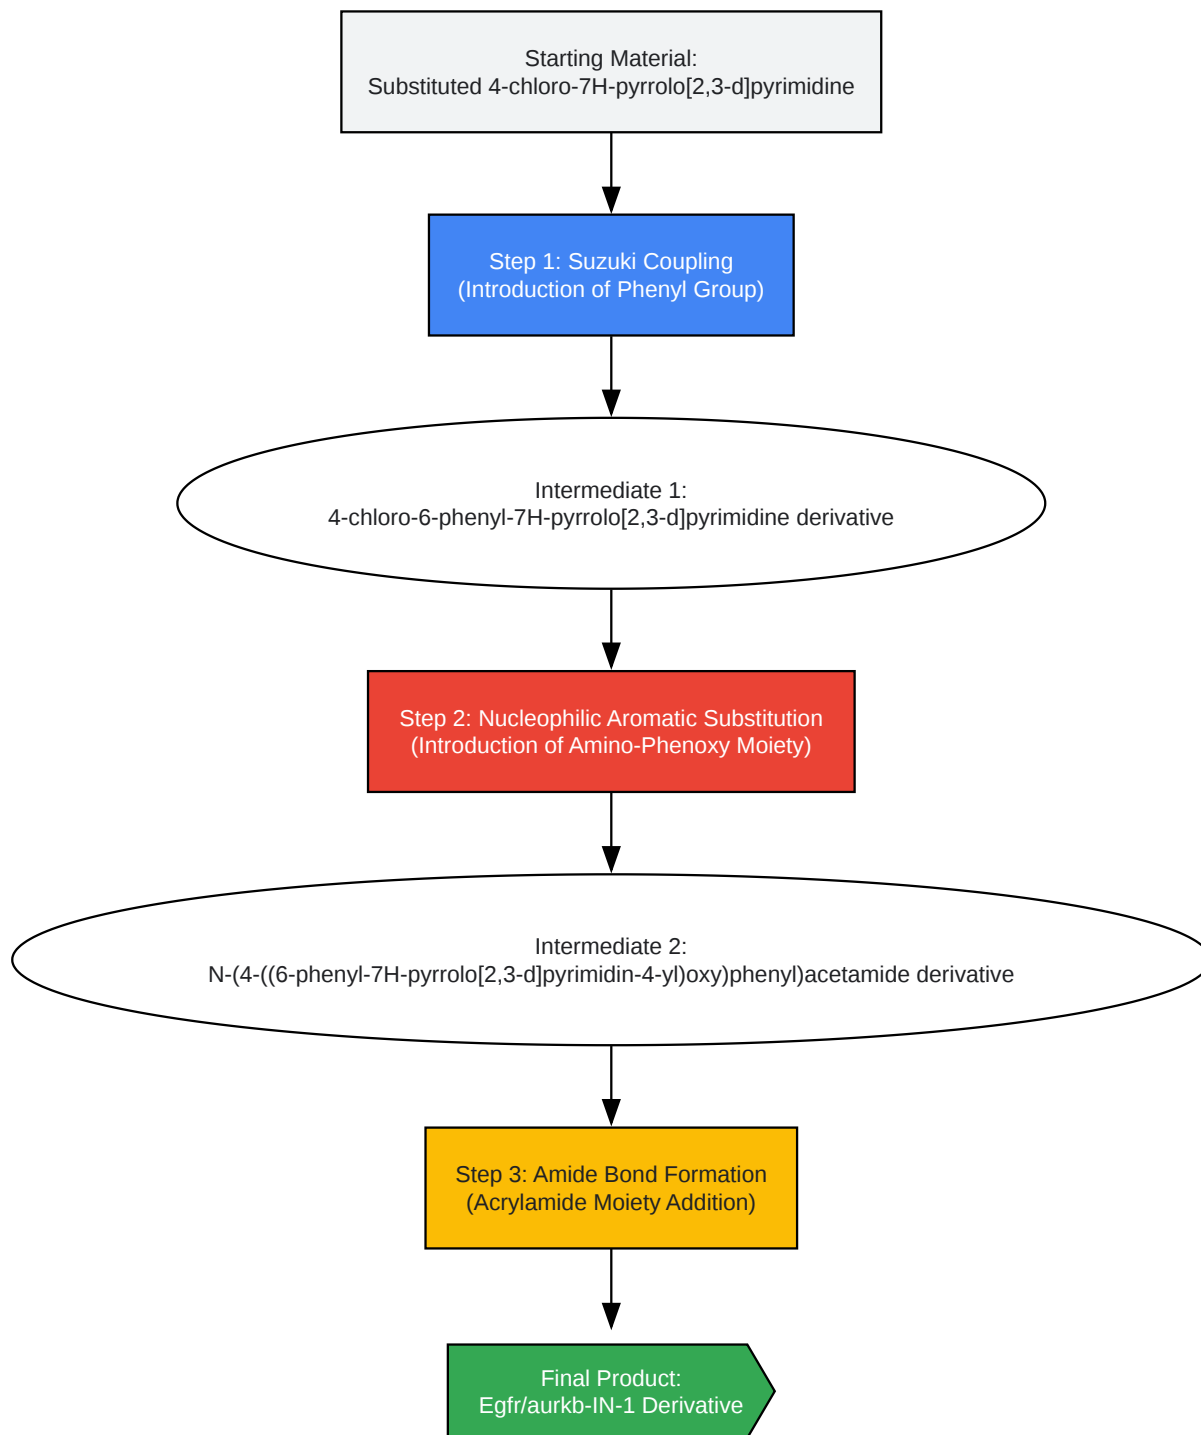 Starting Material:
Substituted 4-chloro-7H-pyrrolo[2,3-d]pyrimidine
Step 1: Suzuki Coupling
(Introduction of Phenyl Group)
Intermediate 1:
4-chloro-6-phenyl-7H-pyrrolo[2,3-d]pyrimidine derivative
Step 2: Nucleophilic Aromatic Substitution
(Introduction of Amino-Phenoxy Moiety)
Intermediate 2:
N-(4-((6-phenyl-7H-pyrrolo[2,3-d]pyrimidin-4-yl)oxy)phenyl)acetamide derivative
Step 3: Amide Bond Formation
(Acrylamide Moiety Addition)
Final Product:
Egfr/aurkb-IN-1 Derivative